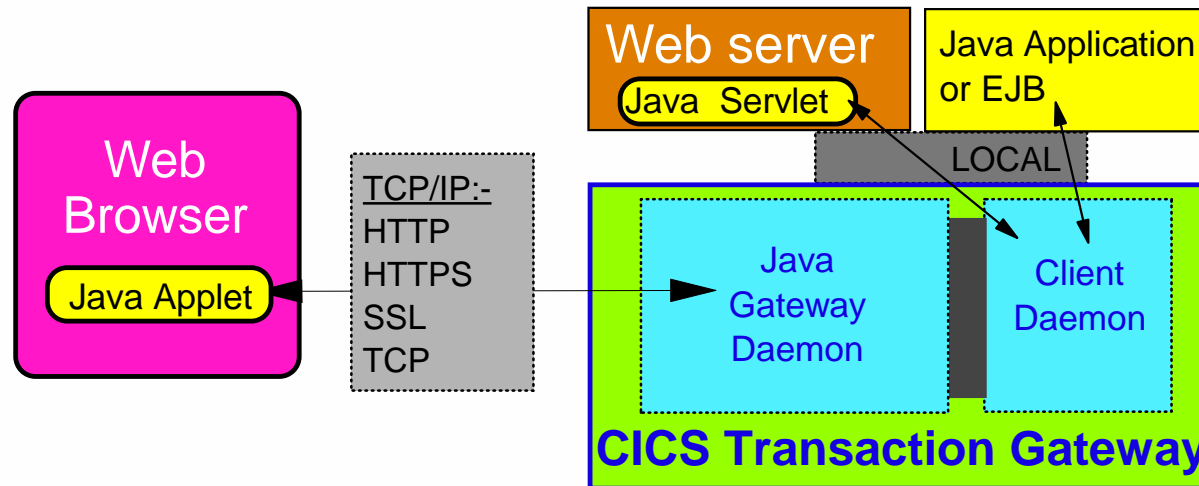 Web server
Java Servlet
Java Application
or EJB
LOCAL
Web
Browser
Java Applet
TCP/IP:-
HTTP
HTTPS
SSL
TCP
Java
Gateway
Daemon
Client
Daemon
CICS Transaction Gateway